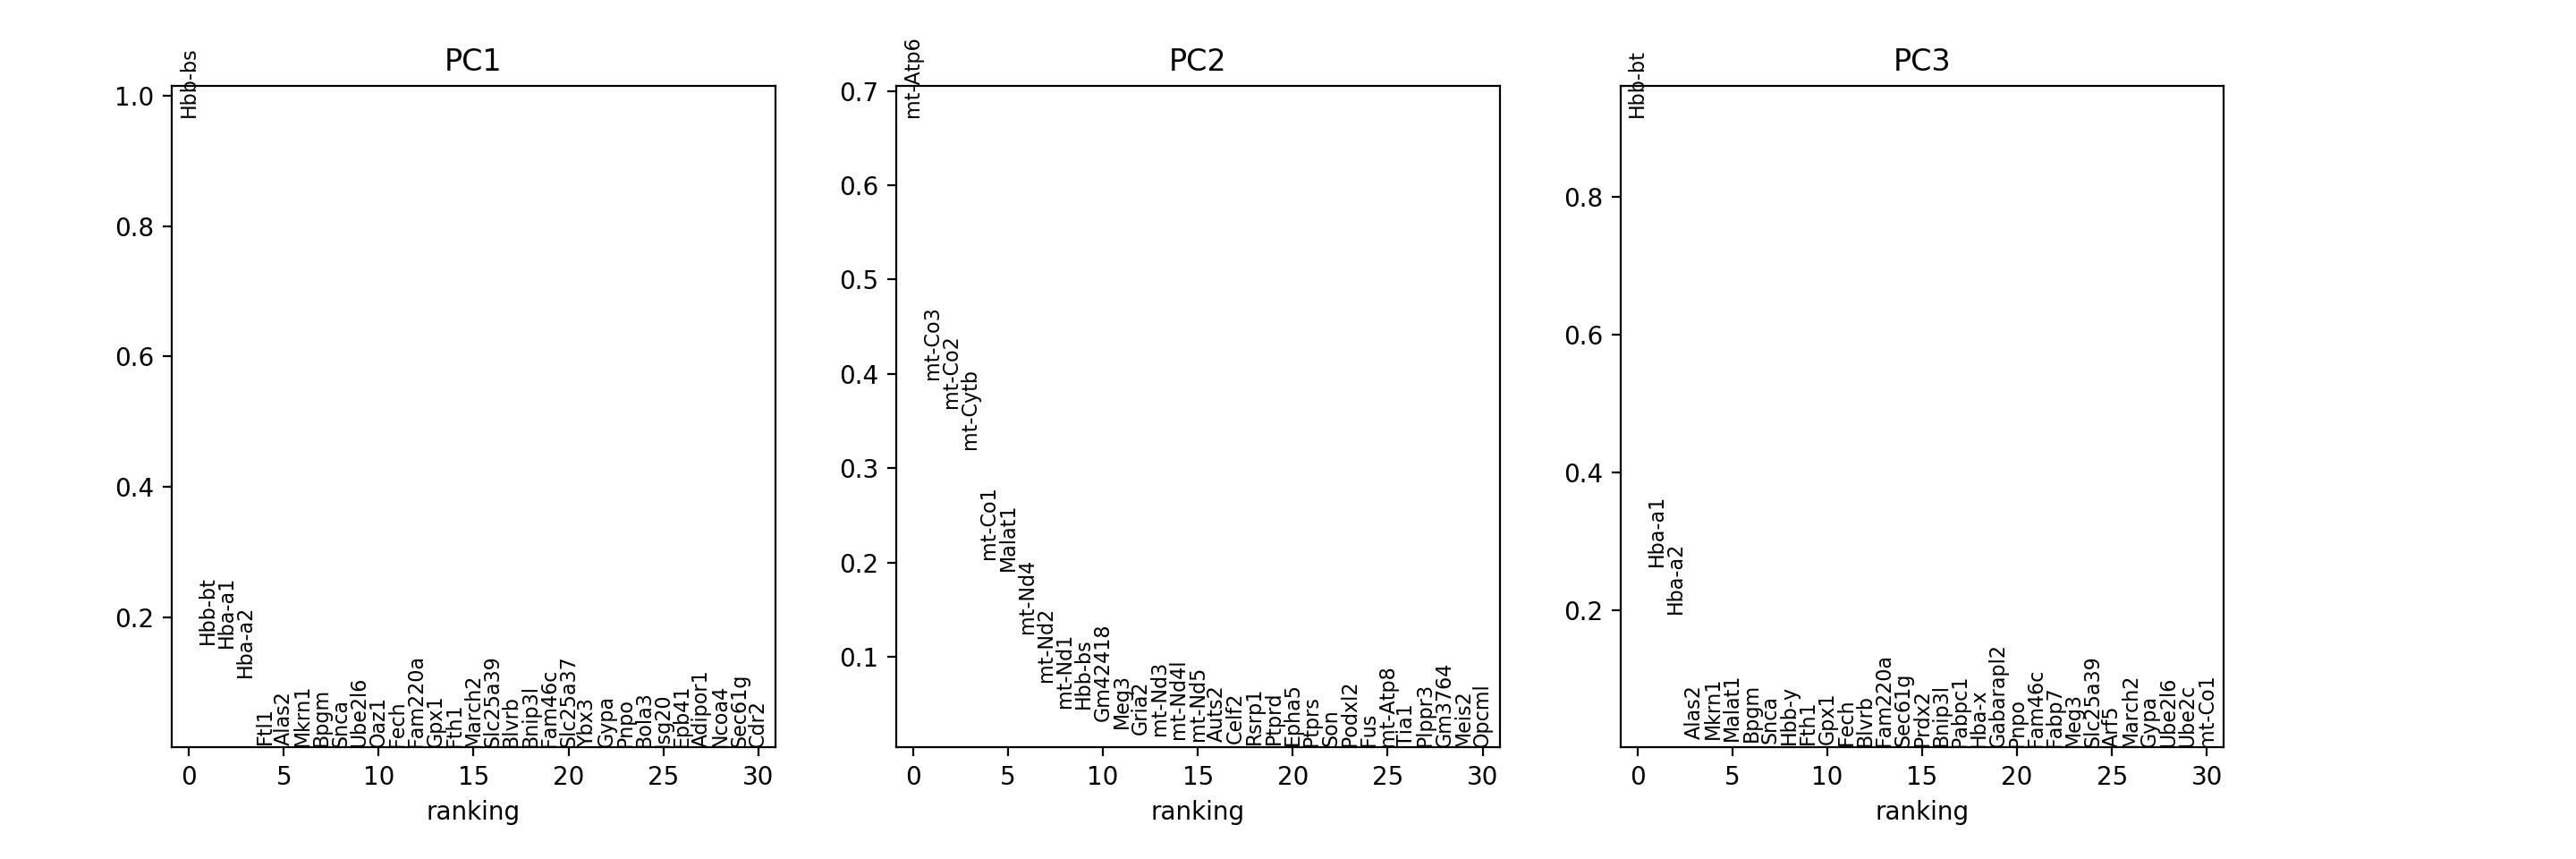 PC1
1.0
0.8
0.6
0.4
0.2
Hbb-bs
Hbb-bt
Hba-a1
Hba-a2
Ftl1
Alas2
Mkrn1
Bpgm
Snca
Ube2l6
Oaz1
Fech
Fam220a
Gpx1
Fth1
March2
Slc25a39
Blvrb
Bnip3l
Fam46c
Slc25a37
Ybx3
Gypa
Pnpo
Bola3
Isg20
Epb41
Adipor1
Ncoa4
Sec61g
Cdr2
0 5 10 15 20 25 30
ranking
PC2
0.7
0.6
0.5
0.4
0.3
0.2
0.1
mt-Atp6
mt-Co3
mt-Co2
mt-Cytb
mt-Co1
Malat1
mt-Nd4
mt-Nd2
mt-Nd1
Hbb-bs
Gm42418
Meg3
Gria2
mt-Nd3
mt-Nd4l
mt-Nd5
Auts2
Celf2
Rsrp1
Ptprd
Epha5
Ptprs
Son
Podxl2
Fus
mt-Atp8
Tia1
Plppr3
Gm3764
Meis2
Opcml
0 5 10 15 20 25 30
ranking
PC3
0.8
0.6
0.4
0.2
Hbb-bt
Hba-a1
Hba-a2
Alas2
Mkrn1
Malat1
Bpgm
Snca
Hbb-y
Fth1
Gpx1
Fech
Blvrb
Fam220a
Sec61g
Prdx2
Bnip3l
Pabpc1
Hba-x
Gabarapl2
Pnpo
Fam46c
Fabp7
Meg3
Slc25a39
Arf5
March2
Gypa
Ube2l6
Ube2c
mt-Co1
0 5 10 15 20 25 30
ranking